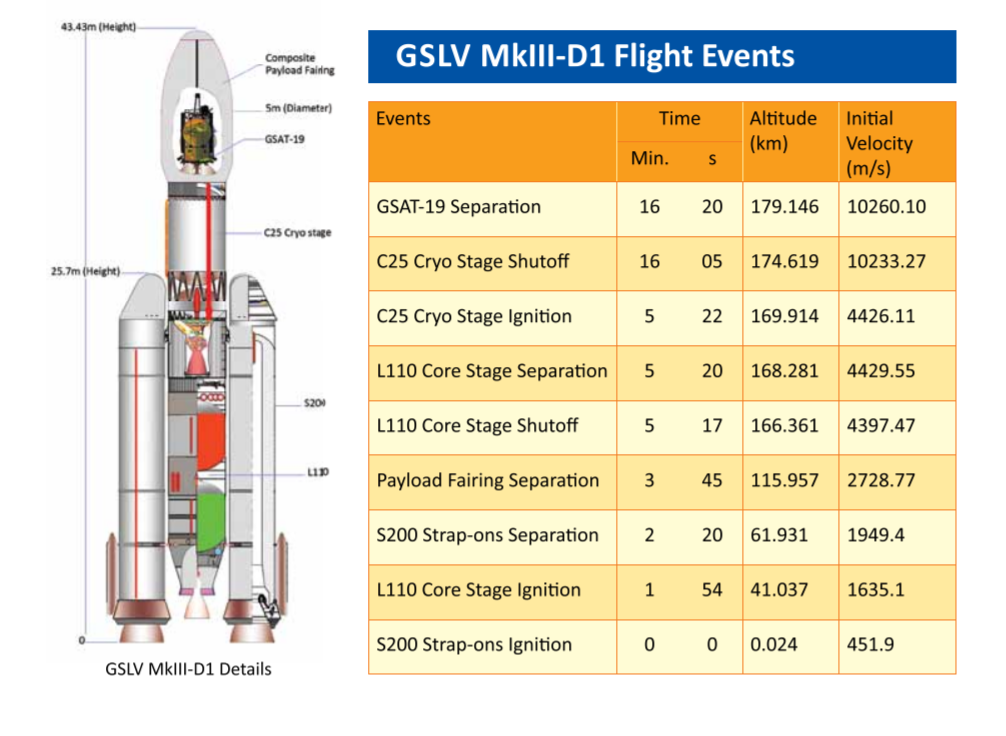 43.43m (Height)
Composite
Payload Fairing
5m (Diameter)
GSAT-19
C25 Cryo stage
25.7m (Height)
S200
L110
0
GSLV MkIII-D1 Details
GSLV MkIII-D1 Flight Events
Events Time Altitude (km) Initial Velocity (m/s)
Min. s
GSAT-19 Separation 16 20 179.146 10260.10
C25 Cryo Stage Shutoff 16 05 174.619 10233.27
C25 Cryo Stage Ignition 5 22 169.914 4426.11
L110 Core Stage Separation 5 20 168.281 4429.55
L110 Core Stage Shutoff 5 17 166.361 4397.47
Payload Fairing Separation 3 45 115.957 2728.77
S200 Strap-ons Separation 2 20 61.931 1949.4
L110 Core Stage Ignition 1 54 41.037 1635.1
S200 Strap-ons Ignition 0 0 0.024 451.9